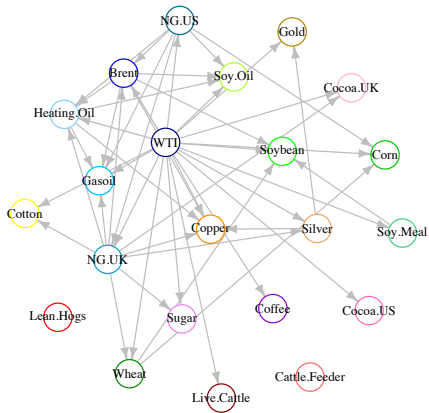 NG.US
Gold
Brent
Soy.Oil
Cocoa.UK
Heating.Oil
WTI
Soybean
Corn
Gasoil
Cotton
Copper
Silver
Soy.Meal
NG.UK
Lean.Hogs
Sugar
Coffee
Cocoa.US
Wheat
Cattle.Feeder
Live.Cattle